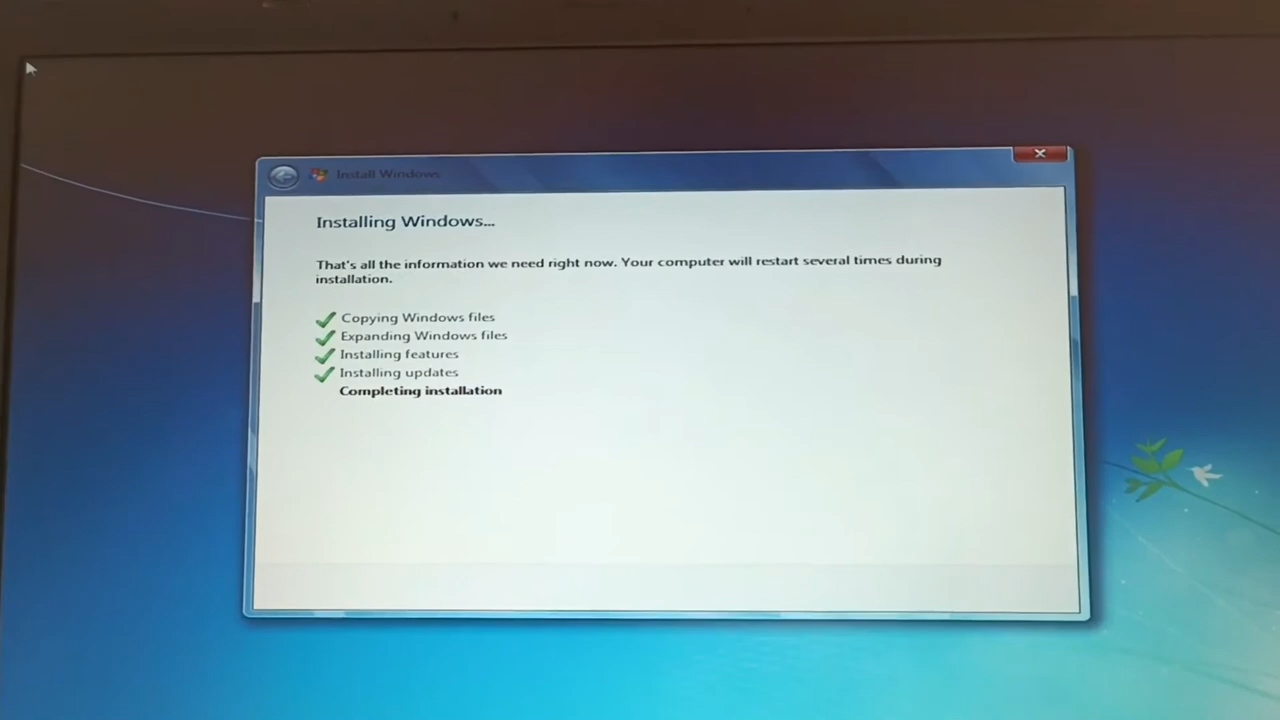 Install Windows
Installing Windows...
That's all the information we need right now. Your computer will restart several times during
installation.
Copying Windows files
Expanding Windows files
Installing features
Installing updates
Completing installation